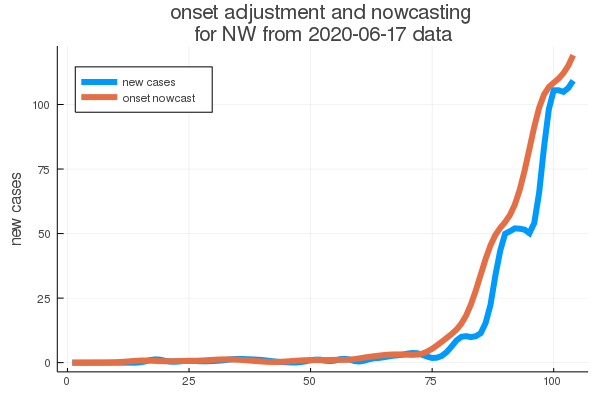 onset adjustment and nowcasting
for NW from 2020-06-17 data
new cases
onset nowcast
new cases
100
75
50
25
0
0
25
50
75
100